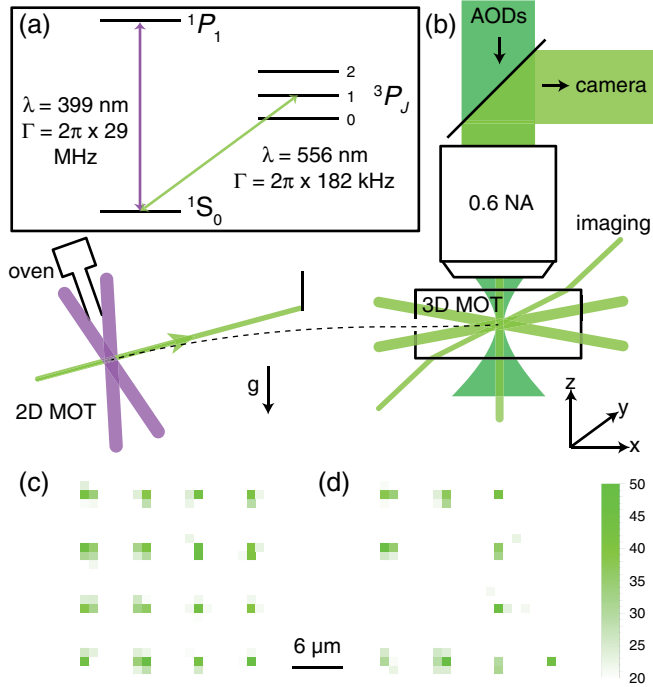 (a)
¹P₁
λ = 399 nm
Γ = 2π x 29
MHz
2
1
0
³P_J
λ = 556 nm
Γ = 2π x 182 kHz
¹S₀
(b)
AODs
camera
0.6 NA
imaging
oven
3D MOT
2D MOT
g
z
y
x
(c)
(d)
6 μm
50
45
40
35
30
25
20